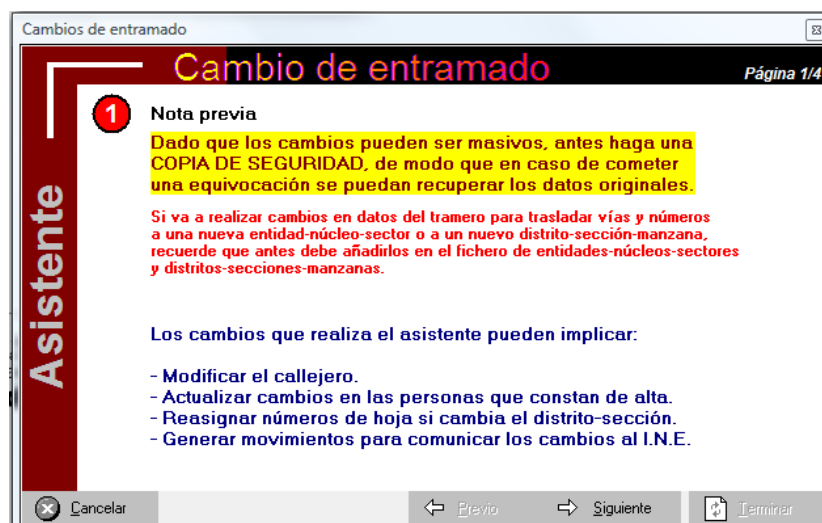 Cambios de entramado
Cambio de entramado
Página 1/4
Asistente
1
Nota previa
Dado que los cambios pueden ser masivos, antes haga una
COPIA DE SEGURIDAD, de modo que en caso de cometer
una equivocación se puedan recuperar los datos originales.
Si va a realizar cambios en datos del tramero para trasladar vías y números
a una nueva entidad-núcleo-sector o a un nuevo distrito-sección-manzana,
recuerde que antes debe añadirlos en el fichero de entidades-núcleos-sectores
y distritos-secciones-manzanas.
Los cambios que realiza el asistente pueden implicar:
- Modificar el callejero.
- Actualizar cambios en las personas que constan de alta.
- Reasignar números de hoja si cambia el distrito-sección.
- Generar movimientos para comunicar los cambios al I.N.E.
Cancelar
Previo
Siguiente
Terminar